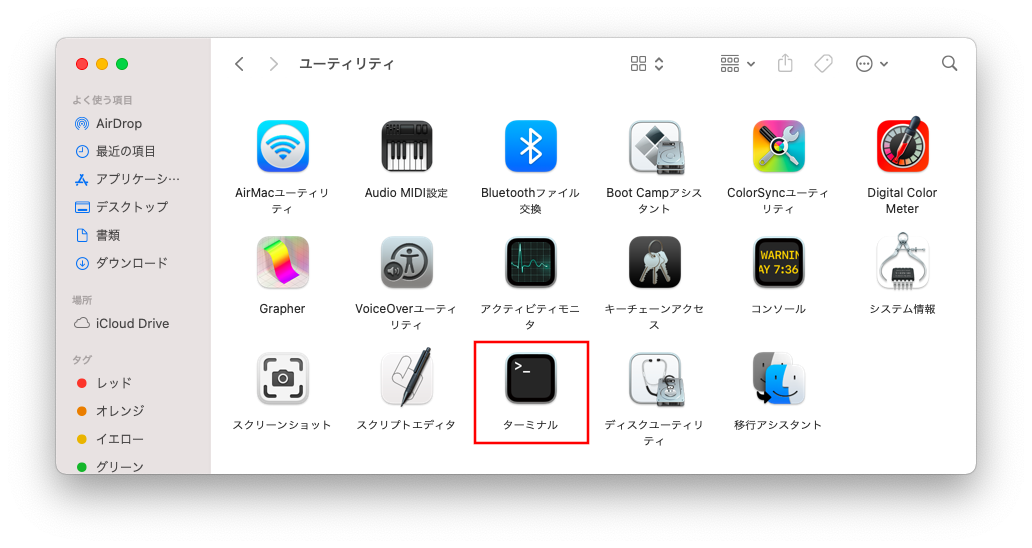 ユーティリティ
よく使う項目
AirDrop
最近の項目
アプリケーシ…
デスクトップ
書類
ダウンロード
場所
iCloud Drive
タグ
レッド
オレンジ
イエロー
グリーン
AirMacユーティリ
ティ
Audio MIDI設定
Bluetoothファイル
交換
Boot Campアシス
タント
ColorSyncユーティ
リティ
Digital Color
Meter
Grapher
VoiceOverユーティ
リティ
アクティビティモニ
タ
キーチェーンアクセ
ス
WARNIN
AY 7:36
コンソール
システム情報
スクリーンショット
スクリプトエディタ
>_
ターミナル
ディスクユーティリ
ティ
移行アシスタント